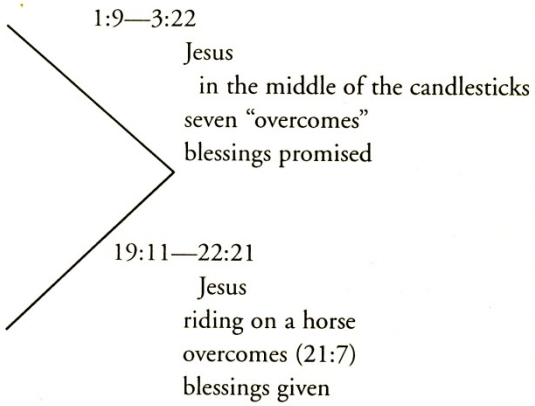 1:9—3:22
Jesus
in the middle of the candlesticks
seven “overcomes”
blessings promised
19:11—22:21
Jesus
riding on a horse
overcomes (21:7)
blessings given